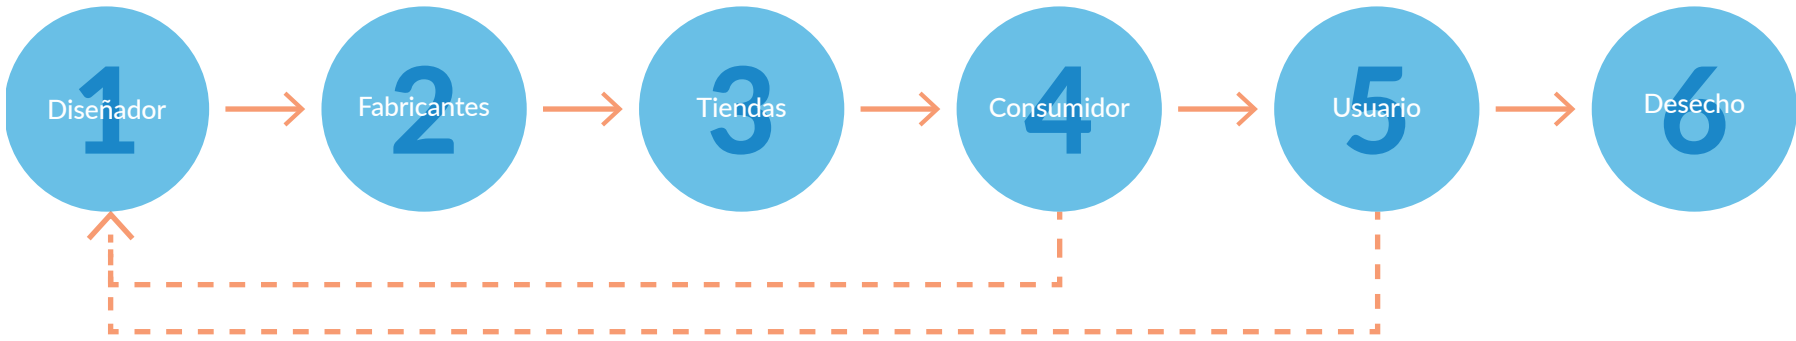 1
Diseñador
2
Fabricantes
3
Tiendas
4
Consumidor
5
Usuario
6
Desecho